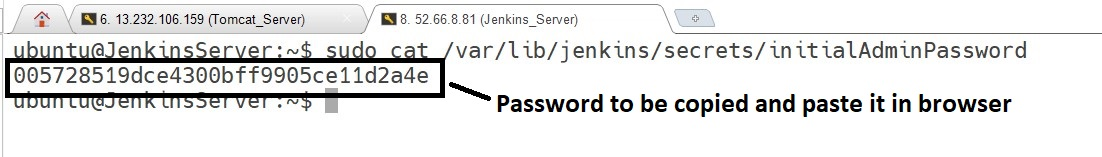 6. 13.232.106.159 (Tomcat_Server)
8. 52.66.8.81 (Jenkins_Server)
ubuntu@JenkinsServer:~$ sudo cat /var/lib/jenkins/secrets/initialAdminPassword
005728519dce4300bff9905ce11d2a4e
ubuntu@JenkinsServer:~$
Password to be copied and paste it in browser